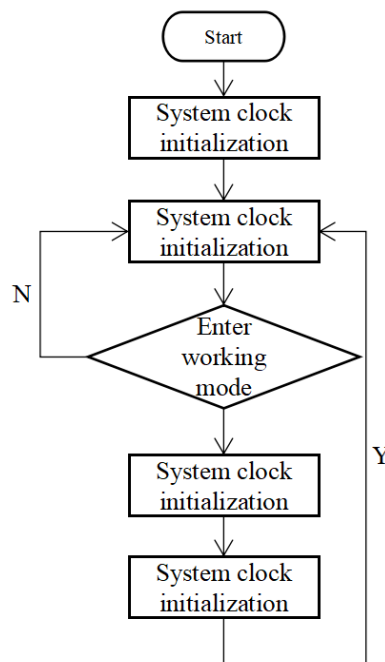 Start
System clock
initialization
System clock
initialization
N
Enter
working
mode
Y
System clock
initialization
System clock
initialization